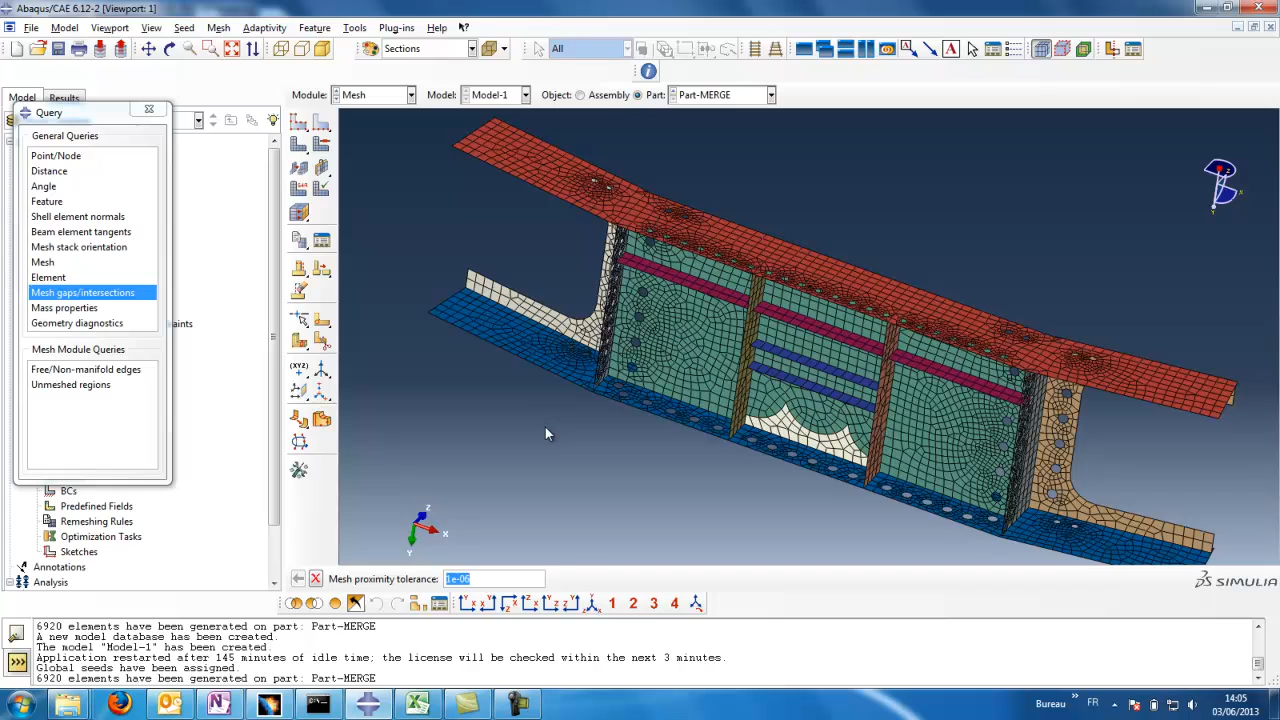 Abaqus/CAE 6.12-2 [Viewport: 1]
File Model Viewport View Seed Mesh Adaptivity Feature Tools Plug-ins Help
Sections All
Model Results
Module: Mesh Model: Model-1 Object: Assembly Part: Part-MERGE
Query
General Queries
Point/Node
Distance
Angle
Feature
Shell element normals
Beam element tangents
Mesh stack orientation
Mesh
Element
Mesh gaps/intersections
Mass properties
Geometry diagnostics
Mesh Module Queries
Free/Non-manifold edges
Unmeshed regions
aints
BCs
Predefined Fields
Remeshing Rules
Optimization Tasks
Sketches
Annotations
Analysis
Z
X
Y
Z
X
Y
Mesh proximity tolerance: 1e-06
SIMULIA
1 2 3 4
6920 elements have been generated on part: Part-MERGE
A new model database has been created.
The model "Model-1" has been created.
Application restarted after 145 minutes of idle time; the license will be checked within the next 3 minutes
Global seeds have been assigned.
6920 elements have been generated on part: Part-MERGE
Bureau FR 14:05
03/06/2013